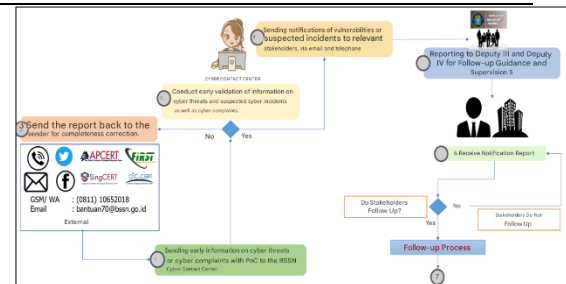 Sending notifications of vulnerabilities or
suspected incidents to relevant
stakeholders, via email and telephone
Reporting to Deputy III and Deputy
IV for Follow-up Guidance and
Supervision 5
CYBER CONTACT CENTER
Conduct early validation of information on
cyber threats and suspected cyber incidents
as well as cyber complaints.
3 Send the report back to the
sender for completeness correction.
No
Yes
APCERT
FIRST
SingCERT
GSM/ WA : (0811) 10652018
Email : bantuan70@bssn.go.id
External
6 Receive Notification Report
Do Stakeholders
Follow Up?
No
Stakeholders Do Not
Follow Up
Yes
Follow-up Process
7
Sending early information on cyber threats
or cyber complaints with PoC to the BSSN
Cyber Contact Center